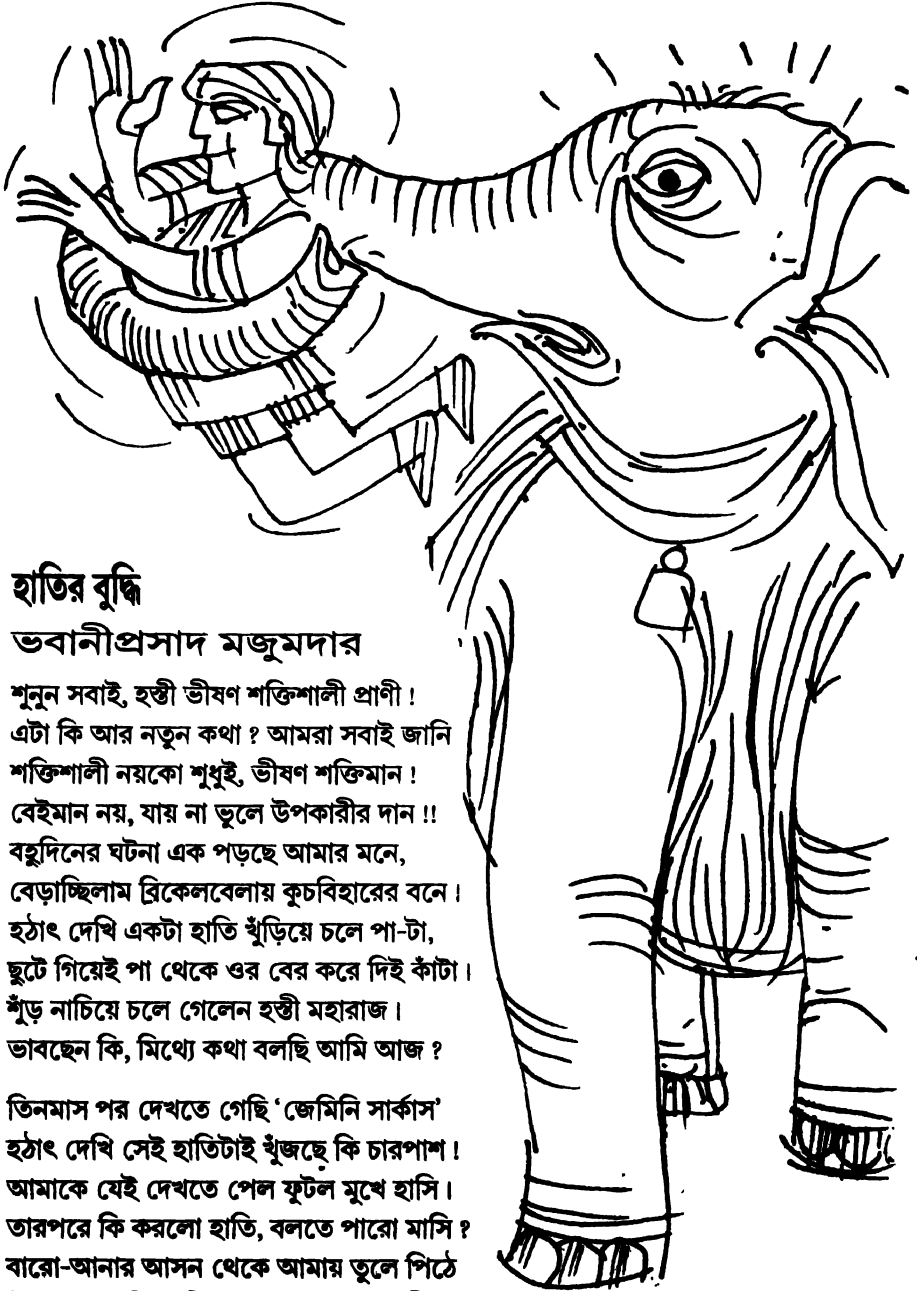 হাতির বুদ্ধি
ভবানীপ্রসাদ মজুমদার
শুনুন সবাই, হস্তী ভীষণ শক্তিশালী প্রাণী !
এটা কি আর নতুন কথা ? আমরা সবাই জানি
শক্তিশালী নয়কো শুধুই, ভীষণ শক্তিমান !
বেইমান নয়, যায় না ভুলে উপকারীর দান !!
বহুদিনের ঘটনা এক পড়ছে আমার মনে,
বেড়াচ্ছিলাম বিকেলবেলায় কুচবিহারের বনে।
হঠাৎ দেখি একটা হাতি খুঁড়িয়ে চলে পা-টা,
ছুটে গিয়েই পা থেকে ওর বের করে দিই কাঁটা।
শুঁড় নাচিয়ে চলে গেলেন হস্তী মহারাজ।
ভাবছেন কি, মিথ্যে কথা বলছি আমি আজ ?
তিনমাস পর দেখতে গেছি ‘জেমিনি সার্কাস’
হঠাৎ দেখি সেই হাতিটাই খুঁজছে কি চারপাশ !
আমাকে যেই দেখতে পেল ফুটল মুখে হাসি।
তারপরে কি করলো হাতি, বলতে পারো মাসি ?
বারো-আনার আসন থেকে আমায় তুলে পিঠে